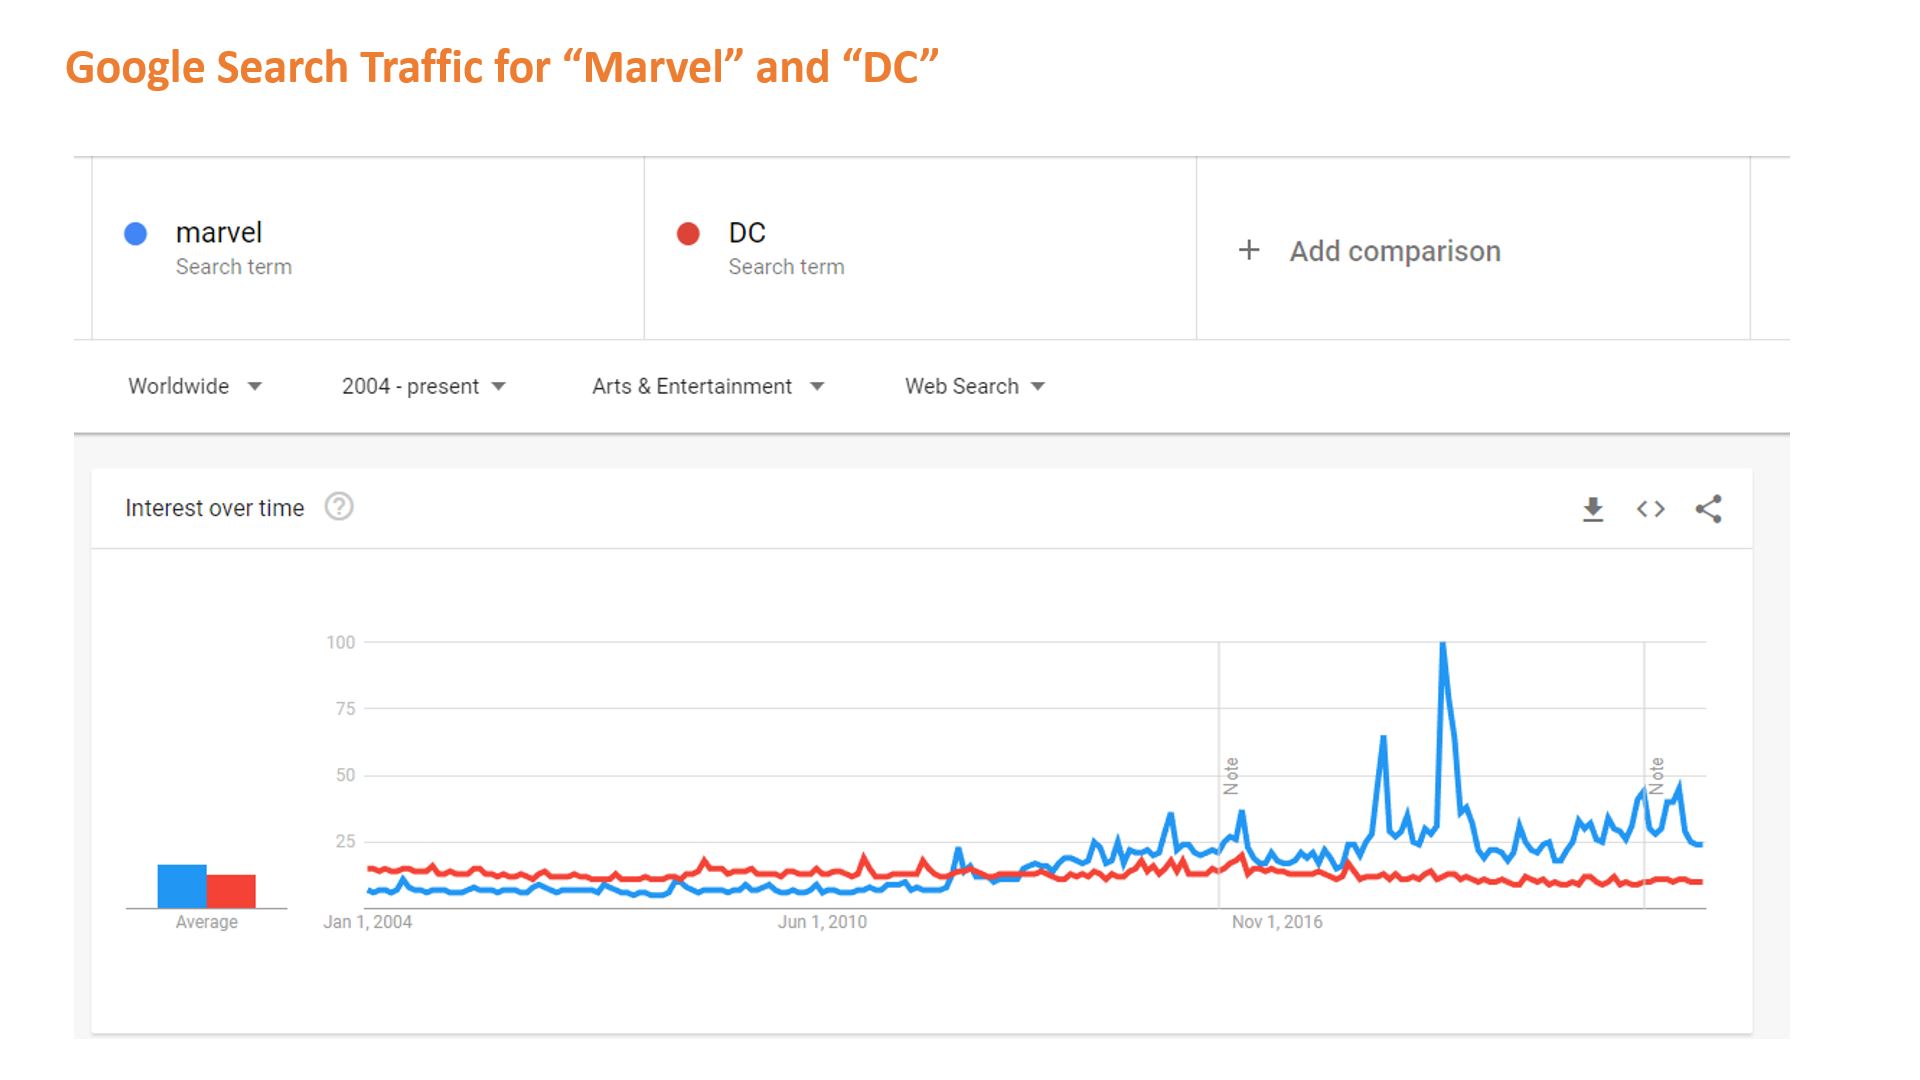 Google Search Traffic for “Marvel” and “DC”
marvel
Search term
DC
Search term
+ Add comparison
Worldwide
2004 - present
Arts & Entertainment
Web Search
Interest over time
?
100
75
50
25
Note
Note
Average
Jan 1, 2004
Jun 1, 2010
Nov 1, 2016